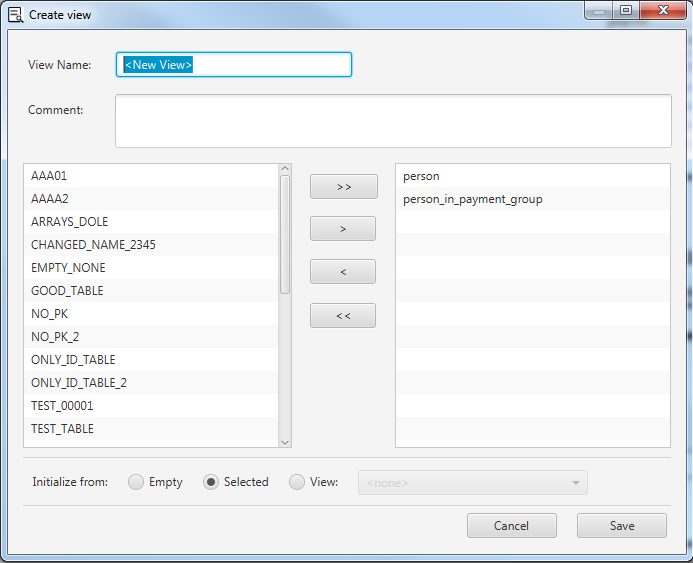 Create view
View Name: <New View>
Comment:
AAA01
AAAA2
ARRAYS_DOLE
CHANGED_NAME_2345
EMPTY_NONE
GOOD_TABLE
NO_PK
NO_PK_2
ONLY_ID_TABLE
ONLY_ID_TABLE_2
TEST_00001
TEST_TABLE
>>
>
<
<<
person
person_in_payment_group
Initialize from: Empty Selected View: <none>
Cancel Save